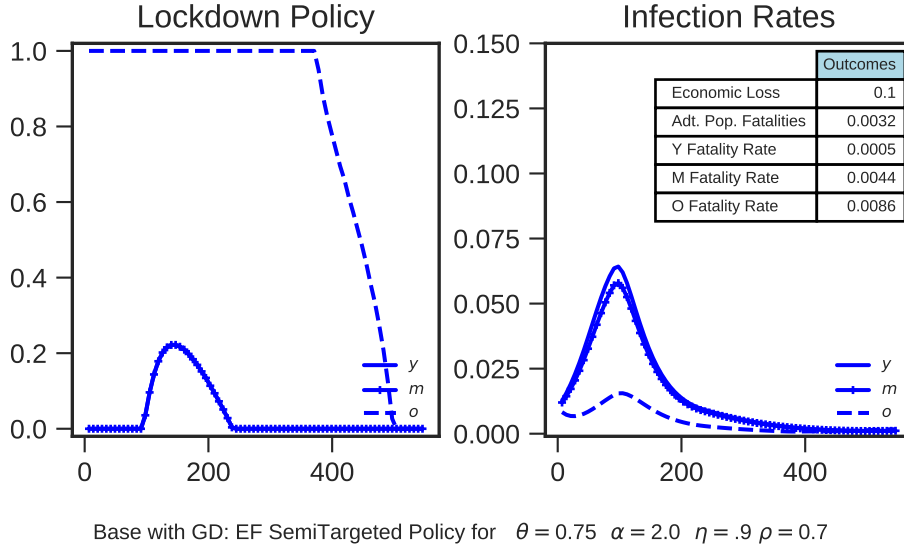 Lockdown Policy
1.0
0.8
0.6
0.4
0.2
0.0
0
200
400
y
m
o
Infection Rates
0.150
0.125
0.100
0.075
0.050
0.025
0.000
0
200
400
Outcomes
Economic Loss 0.1
Adt. Pop. Fatalities 0.0032
Y Fatality Rate 0.0005
M Fatality Rate 0.0044
O Fatality Rate 0.0086
y
m
o
Base with GD: EF SemiTargeted Policy for θ = 0.75 α = 2.0 η = .9 ρ = 0.7